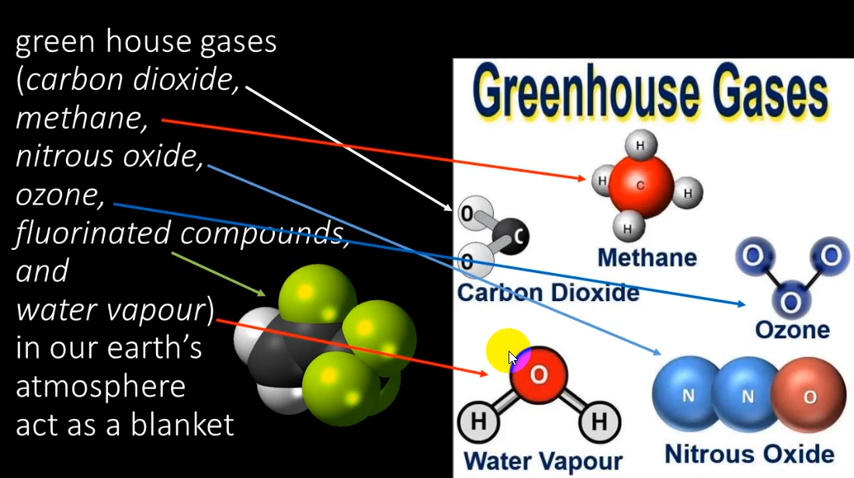 green house gases
(carbon dioxide,
methane,
nitrous oxide,
ozone,
fluorinated compounds,
and
water vapour)
in our earth's
atmosphere
act as a blanket
Greenhouse Gases
H
H
C
H
H
Methane
O
C
O
Carbon Dioxide
O
O
O
Ozone
O
H
H
Water Vapour
N
N
O
Nitrous Oxide